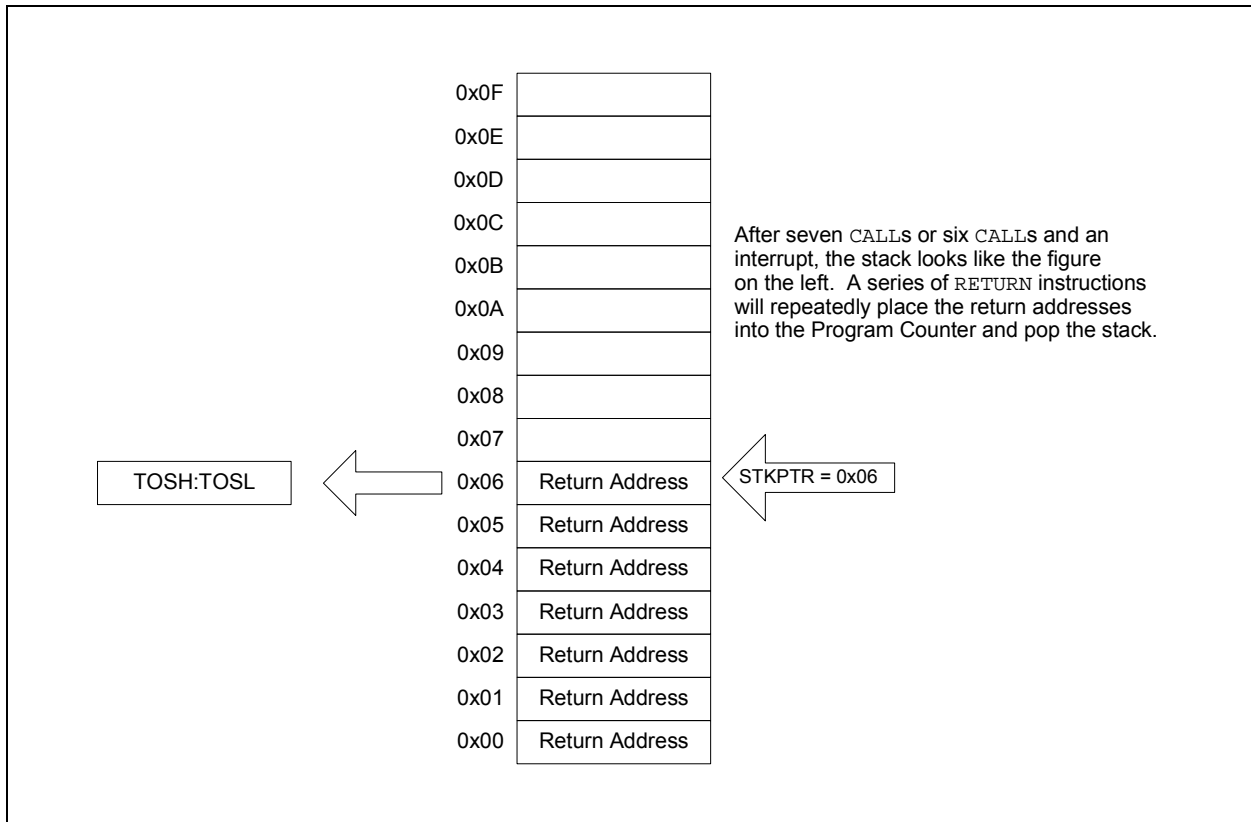 0x0F
0x0E
0x0D
0x0C
0x0B
0x0A
0x09
0x08
0x07
After seven CALLs or six CALLs and an
interrupt, the stack looks like the figure
on the left. A series of RETURN instructions
will repeatedly place the return addresses
into the Program Counter and pop the stack.
TOSH:TOSL
0x06 Return Address
STKPTR = 0x06
0x05 Return Address
0x04 Return Address
0x03 Return Address
0x02 Return Address
0x01 Return Address
0x00 Return Address